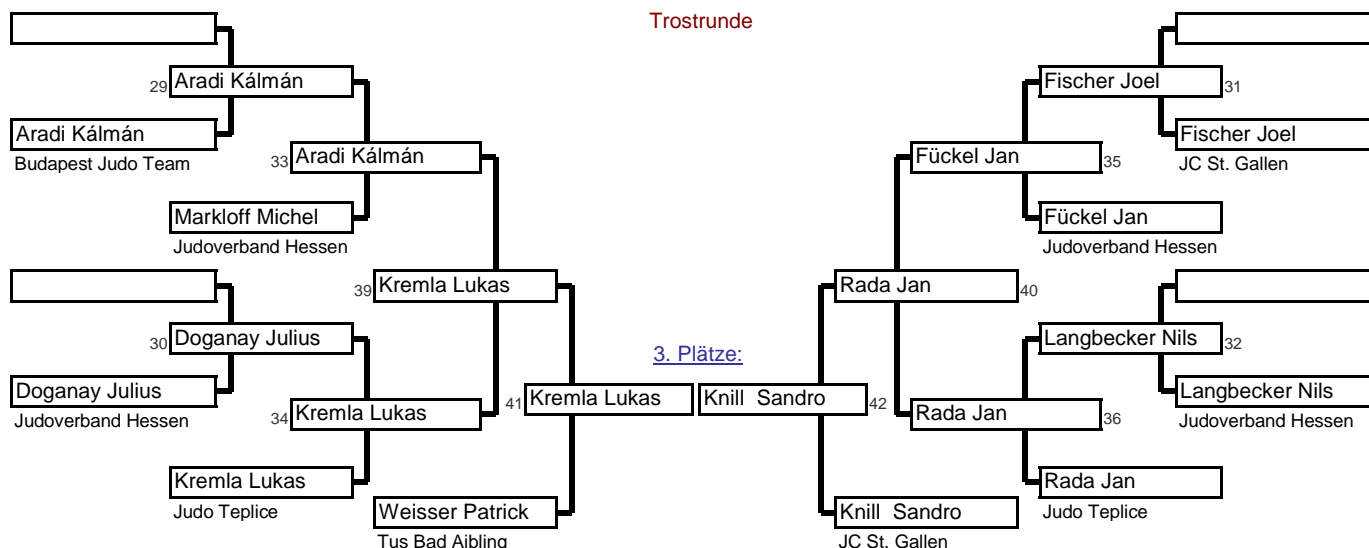 Trostrunde
29 Aradi Kálmán
Fischer Joel 31
Aradi Kálmán
Budapest Judo Team
Fischer Joel
JC St. Gallen
33 Aradi Kálmán
Fückel Jan 35
Markloff Michel
Judoverband Hessen
Fückel Jan
Judoverband Hessen
39 Kremla Lukas
Rada Jan 40
30 Doganay Julius
Langbecker Nils 32
3. Plätze:
Doganay Julius
Judoverband Hessen
41 Kremla Lukas
Knill  Sandro 42
Langbecker Nils
Judoverband Hessen
34 Kremla Lukas
Rada Jan 36
Kremla Lukas
Judo Teplice
Rada Jan
Judo Teplice
Weisser Patrick
Tus Bad Aibling
Knill  Sandro
JC St. Gallen